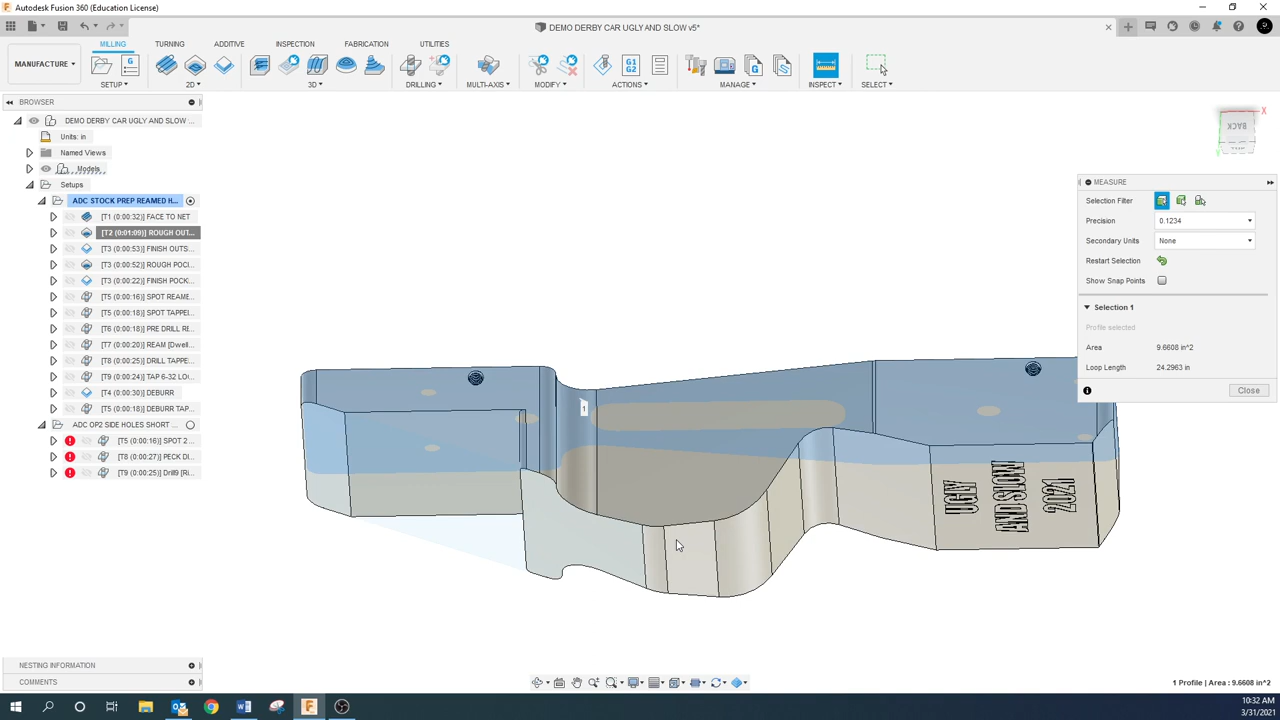 Autodesk Fusion 360 (Education License)
DEMO DERBY CAR UGLY AND SLOW v5*
MILLING TURNING ADDITIVE INSPECTION FABRICATION UTILITIES
MANUFACTURE
SETUP 2D 3D DRILLING MULTI-AXIS MODIFY ACTIONS MANAGE INSPECT SELECT
G1
G2
BROWSER
DEMO DERBY CAR UGLY AND SLOW ...
Units: in
Named Views
Models
Setups
ADC STOCK PREP REAMED H...
[T1 (0:00:32)] FACE TO NET
[T2 (0:01:09)] ROUGH OUT...
[T3 (0:00:53)] FINISH OUTS...
[T3 (0:00:52)] ROUGH POC...
[T3 (0:00:22)] FINISH POCK...
[T5 (0:00:16)] SPOT REAME...
[T5 (0:00:18)] SPOT TAPPE...
[T6 (0:00:18)] PRE DRILL RE...
[T7 (0:00:20)] REAM [Dwell...
[T8 (0:00:25)] DRILL TAPPE...
[T9 (0:00:24)] TAP 6-32 LO...
[T4 (0:00:30)] DEBURR
[T5 (0:00:18)] DEBURR TAP...
ADC OP2 SIDE HOLES SHORT ...
[T5 (0:00:16)] SPOT 2 ...
[T8 (0:00:27)] PECK DI...
[T9 (0:00:25)] Drill9 [Ri...
BACK
X
MEASURE
Selection Filter
Precision 0.1234
Secondary Units None
Restart Selection
Show Snap Points
Selection 1
Profile selected
Area 9.6608 in^2
Loop Length 24.2963 in
Close
1
UGLY
AND SLOW
2021
NESTING INFORMATION
COMMENTS
1 Profile | Area : 9.6608 in^2
10:32 AM
3/31/2021